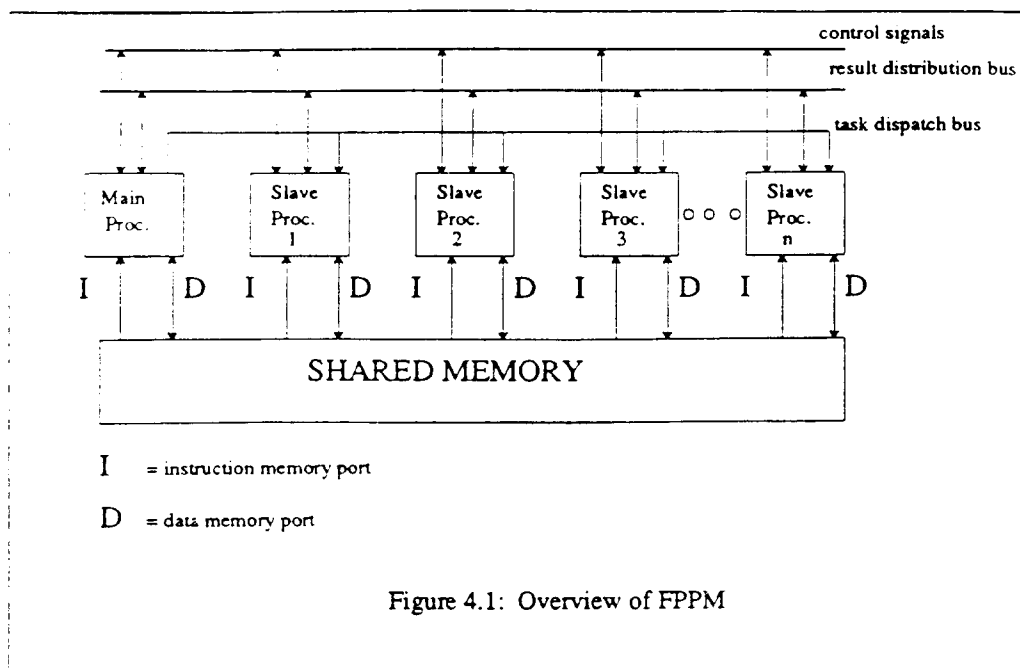 control signals
result distribution bus
task dispatch bus
Main
Proc.
Slave
Proc.
1
Slave
Proc.
2
Slave
Proc.
3
Slave
Proc.
n
I D I D I D I D I D
SHARED MEMORY
I = instruction memory port
D = data memory port
Figure 4.1: Overview of FPPM